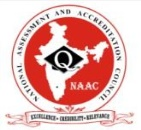 NATIONAL ASSESSMENT AND ACCREDITATION COUNCIL
Q
NAAC
EXCELLENCE • CREDIBILITY • RELEVANCE